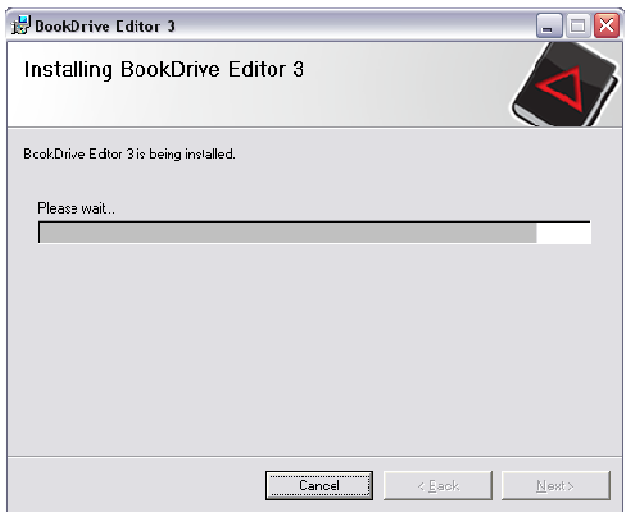 BookDrive Editor 3
Installing BookDrive Editor 3
BookDrive Editor 3 is being installed.
Please wait...
Cancel
< Back
Next >